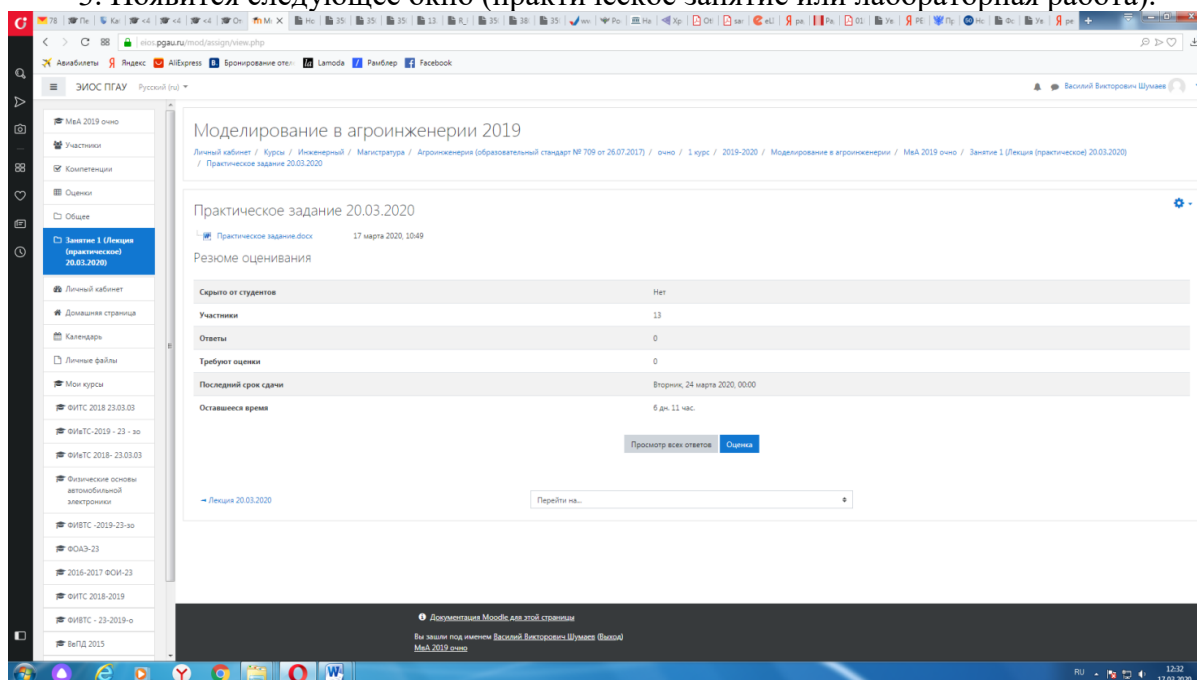 3. Появится следующее окно (практическое занятие или лабораторная работа).
eios.pgau.ru/mod/assign/view.php
Авиабилеты Яндекс AliExpress Бронирование отел Lamoda Рамблер Facebook
ЭИОС ПГАУ Русский (ru) Василий Викторович Шумаев
МвА 2019 очно
Участники
Компетенции
Оценки
Общее
Занятие 1 (Лекция
(практическое)
20.03.2020)
Личный кабинет
Домашняя страница
Календарь
Личные файлы
Мои курсы
ФИТС 2018 23.03.03
ФИвТС-2019 - 23 - зо
ФИвТС 2018- 23.03.03
Физические основы
автомобильной
электроники
ФИВТС -2019-23-зо
ФОАЭ-23
2016-2017 ФОИ-23
ФИТС 2018-2019
ФИВТС - 23-2019-о
ВеПД 2015
Моделирование в агроинженерии 2019
Личный кабинет / Курсы / Инженерный / Магистратура / Агроинженерия (образовательный стандарт № 709 от 26.07.2017) / очно / 1 курс / 2019-2020 / Моделирование в агроинженерии / МвА 2019 очно / Занятие 1 (Лекция (практическое) 20.03.2020)
/ Практическое задание 20.03.2020
Практическое задание 20.03.2020
Практическое задание.docx 17 марта 2020, 10:49
Резюме оценивания
Скрыто от студентов Нет
Участники 13
Ответы 0
Требуют оценки 0
Последний срок сдачи Вторник, 24 марта 2020, 00:00
Оставшееся время 6 дн. 11 час.
Просмотр всех ответов Оценка
→ Лекция 20.03.2020 Перейти на...
Документация Moodle для этой страницы
Вы зашли под именем Василий Викторович Шумаев (Выход)
МвА 2019 очно
RU 12:32
17.03.2020